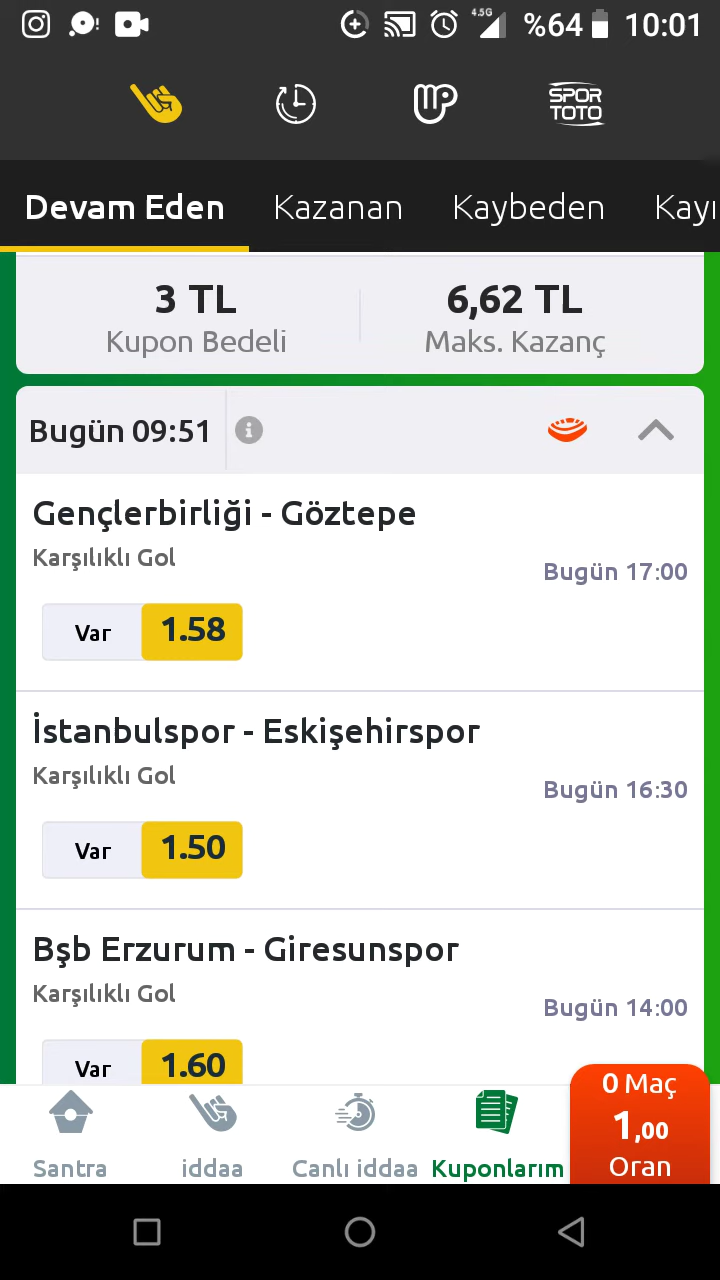 4.5G %64 10:01
SPOR
TOTO
Devam Eden Kazanan Kaybeden Kayı
3 TL 6,62 TL
Kupon Bedeli Maks. Kazanç
Bugün 09:51
Gençlerbirliği - Göztepe
Karşılıklı Gol
Bugün 17:00
Var 1.58
İstanbulspor - Eskişehirspor
Karşılıklı Gol
Bugün 16:30
Var 1.50
Bşb Erzurum - Giresunspor
Karşılıklı Gol
Bugün 14:00
Var 1.60
0 Maç
1,00
Oran
Santra iddaa Canlı iddaa Kuponlarım